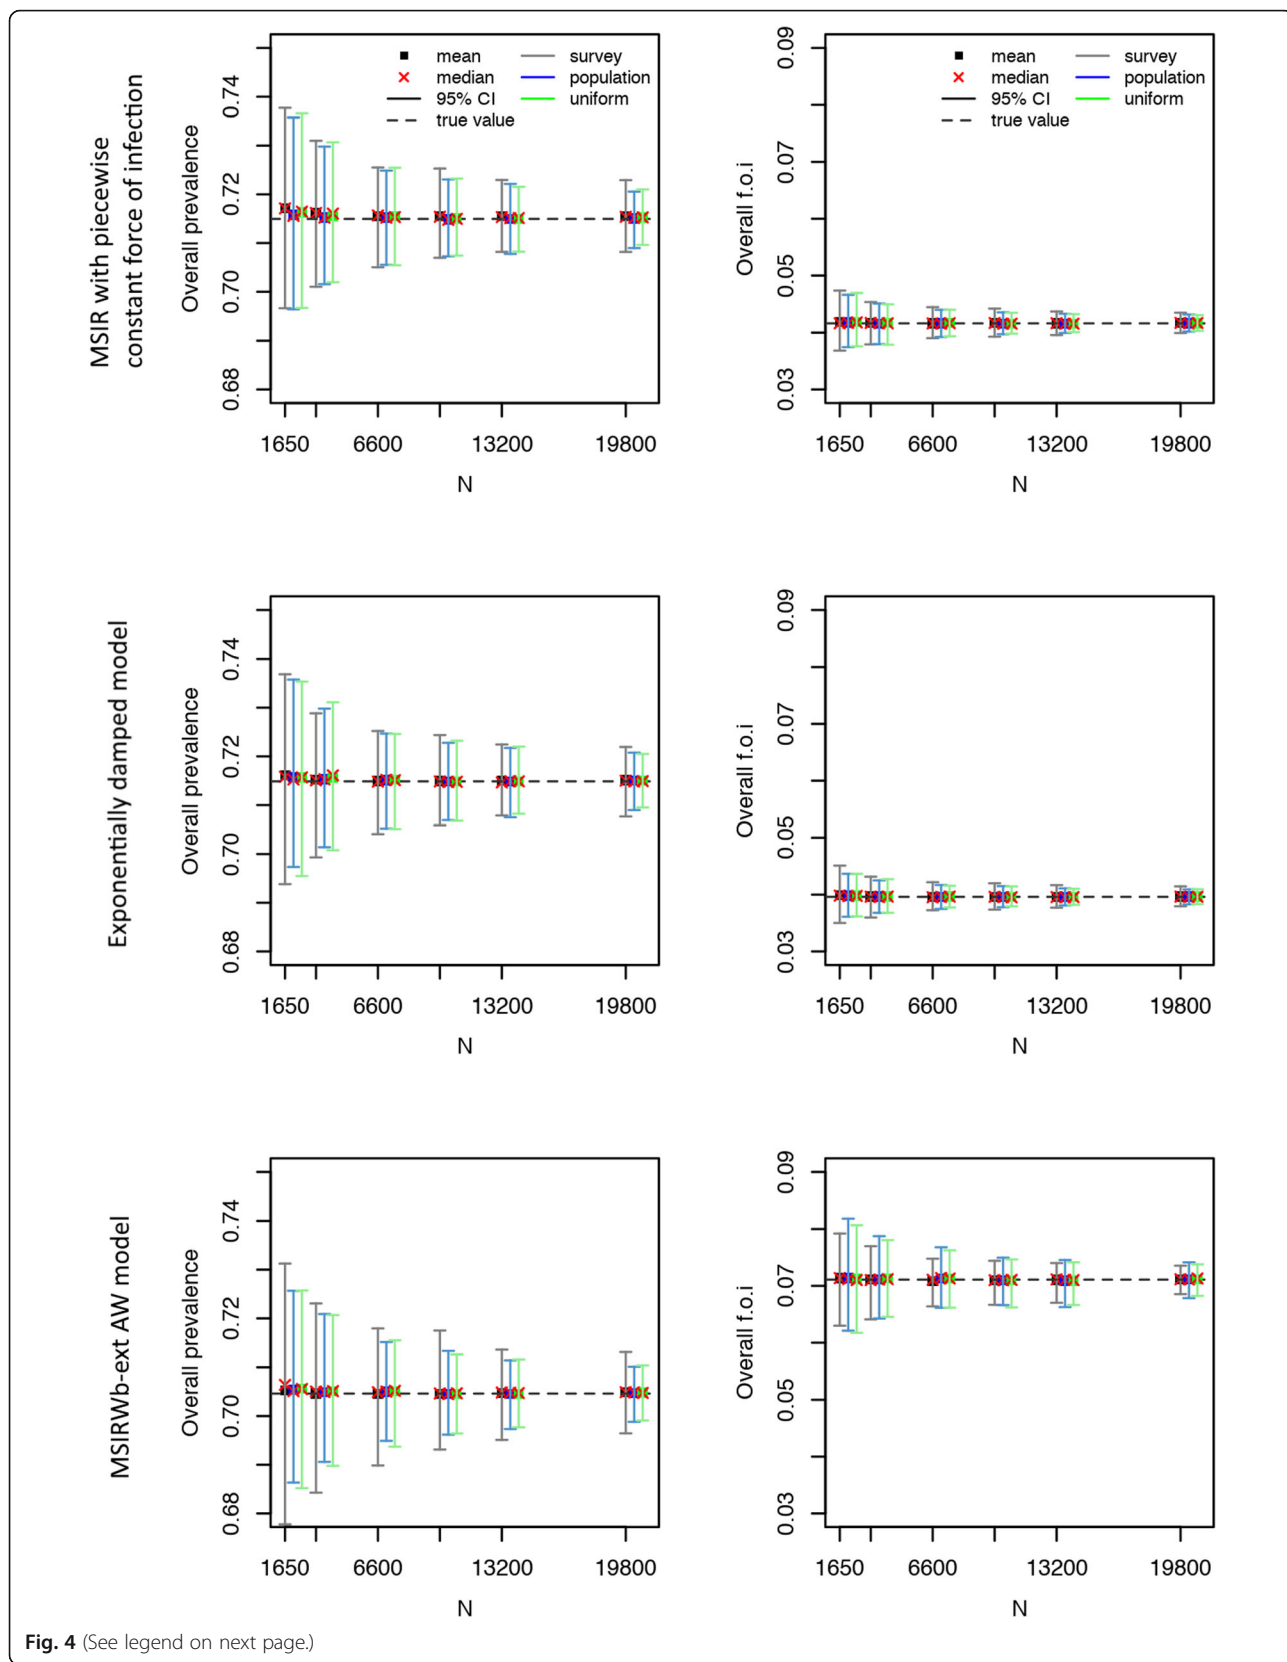 MSIR with piecewise
constant force of infection
Overall prevalence
0.74
0.72
0.70
0.68
mean
median
95% CI
true value
survey
population
uniform
1650
6600
13200
19800
N
Overall f.o.i
0.09
0.07
0.05
0.03
mean
median
95% CI
true value
survey
population
uniform
1650
6600
13200
19800
N
Exponentially damped model
Overall prevalence
0.74
0.72
0.70
0.68
1650
6600
13200
19800
N
Overall f.o.i
0.09
0.07
0.05
0.03
1650
6600
13200
19800
N
MSIRWb-ext AW model
Overall prevalence
0.74
0.72
0.70
0.68
1650
6600
13200
19800
N
Overall f.o.i
0.09
0.07
0.05
0.03
1650
6600
13200
19800
N
Fig. 4 (See legend on next page.)